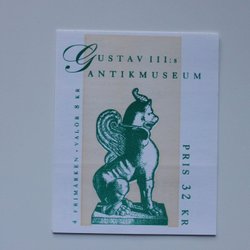 GUSTAV III:s
ANTIKMUSEUM
4 FRIMÄRKEN · VALÖR 8 KR
PRIS 32 KR